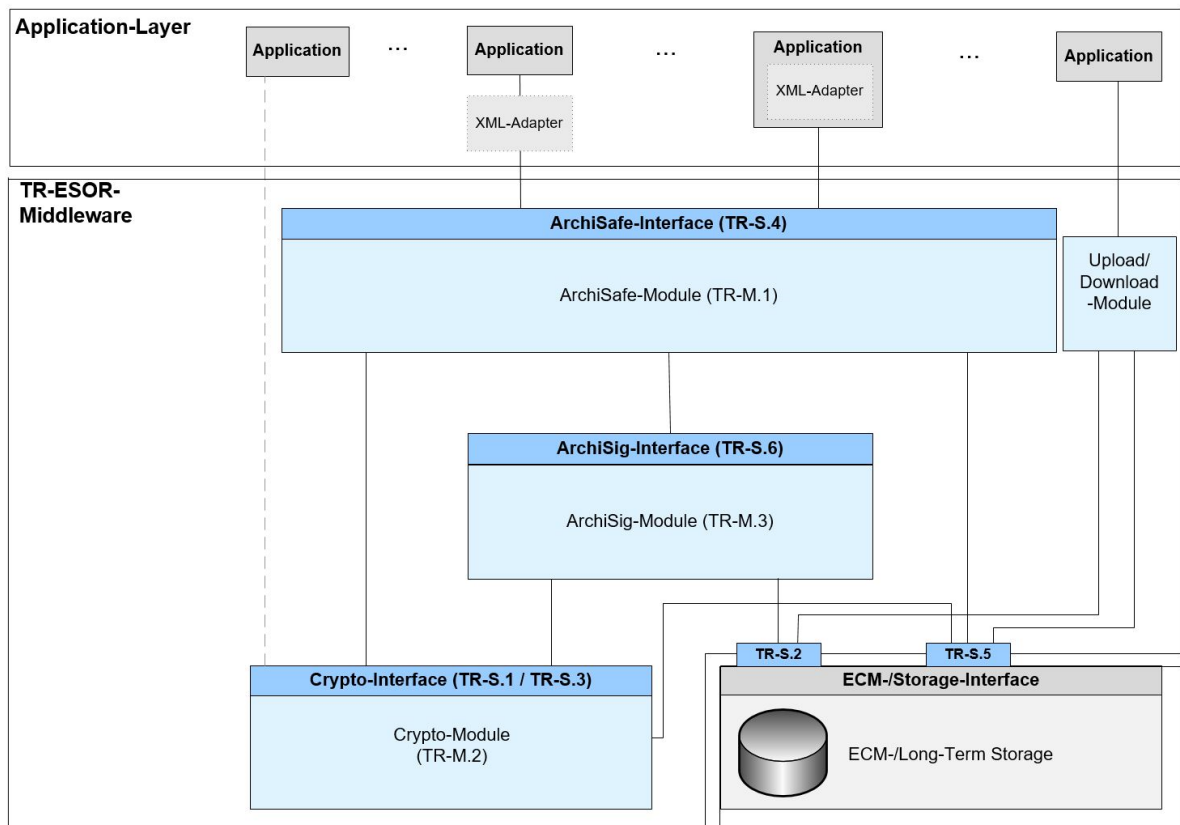 Application-Layer
Application
...
Application
...
Application
...
Application
XML-Adapter
XML-Adapter
TR-ESOR-
Middleware
ArchiSafe-Interface (TR-S.4)
ArchiSafe-Module (TR-M.1)
Upload/
Download
-Module
ArchiSig-Interface (TR-S.6)
ArchiSig-Module (TR-M.3)
TR-S.2
TR-S.5
Crypto-Interface (TR-S.1 / TR-S.3)
ECM-/Storage-Interface
Crypto-Module
(TR-M.2)
ECM-/Long-Term Storage